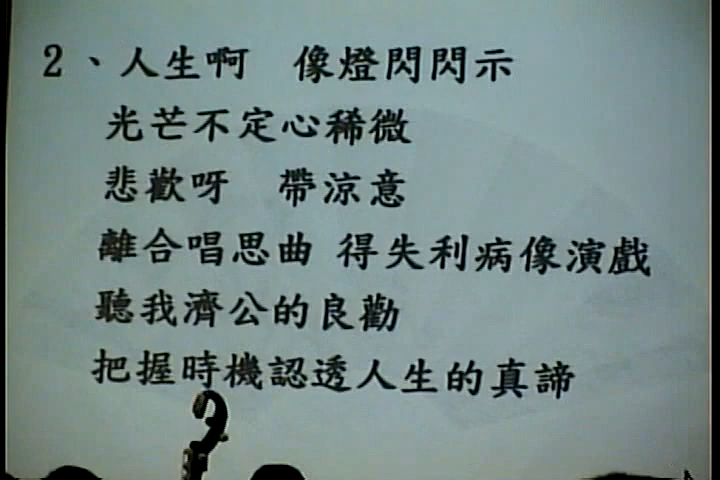 2、人生啊 像燈閃閃示
光芒不定心稀微
悲歡呀 帶涼意
離合唱思曲 得失利病像演戲
聽我濟公的良勸
把握時機認透人生的真諦